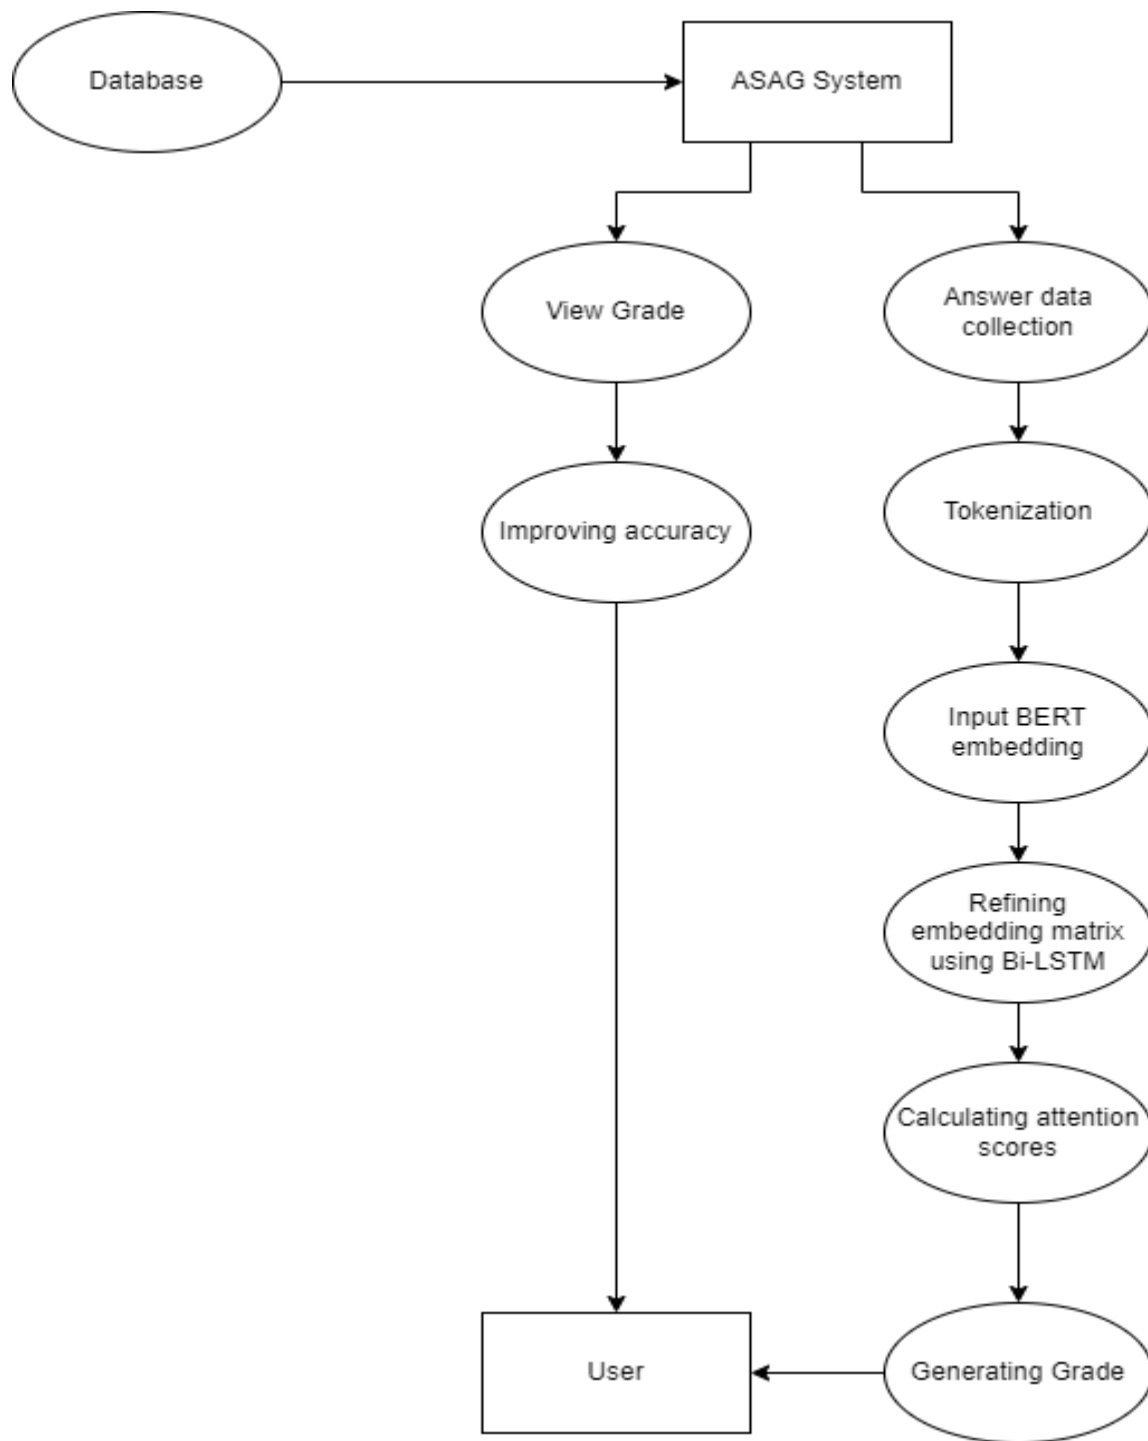 Database
ASAG System
View Grade
Answer data
collection
Improving accuracy
Tokenization
Input BERT
embedding
Refining
embedding matrix
using Bi-LSTM
Calculating attention
scores
User
Generating Grade